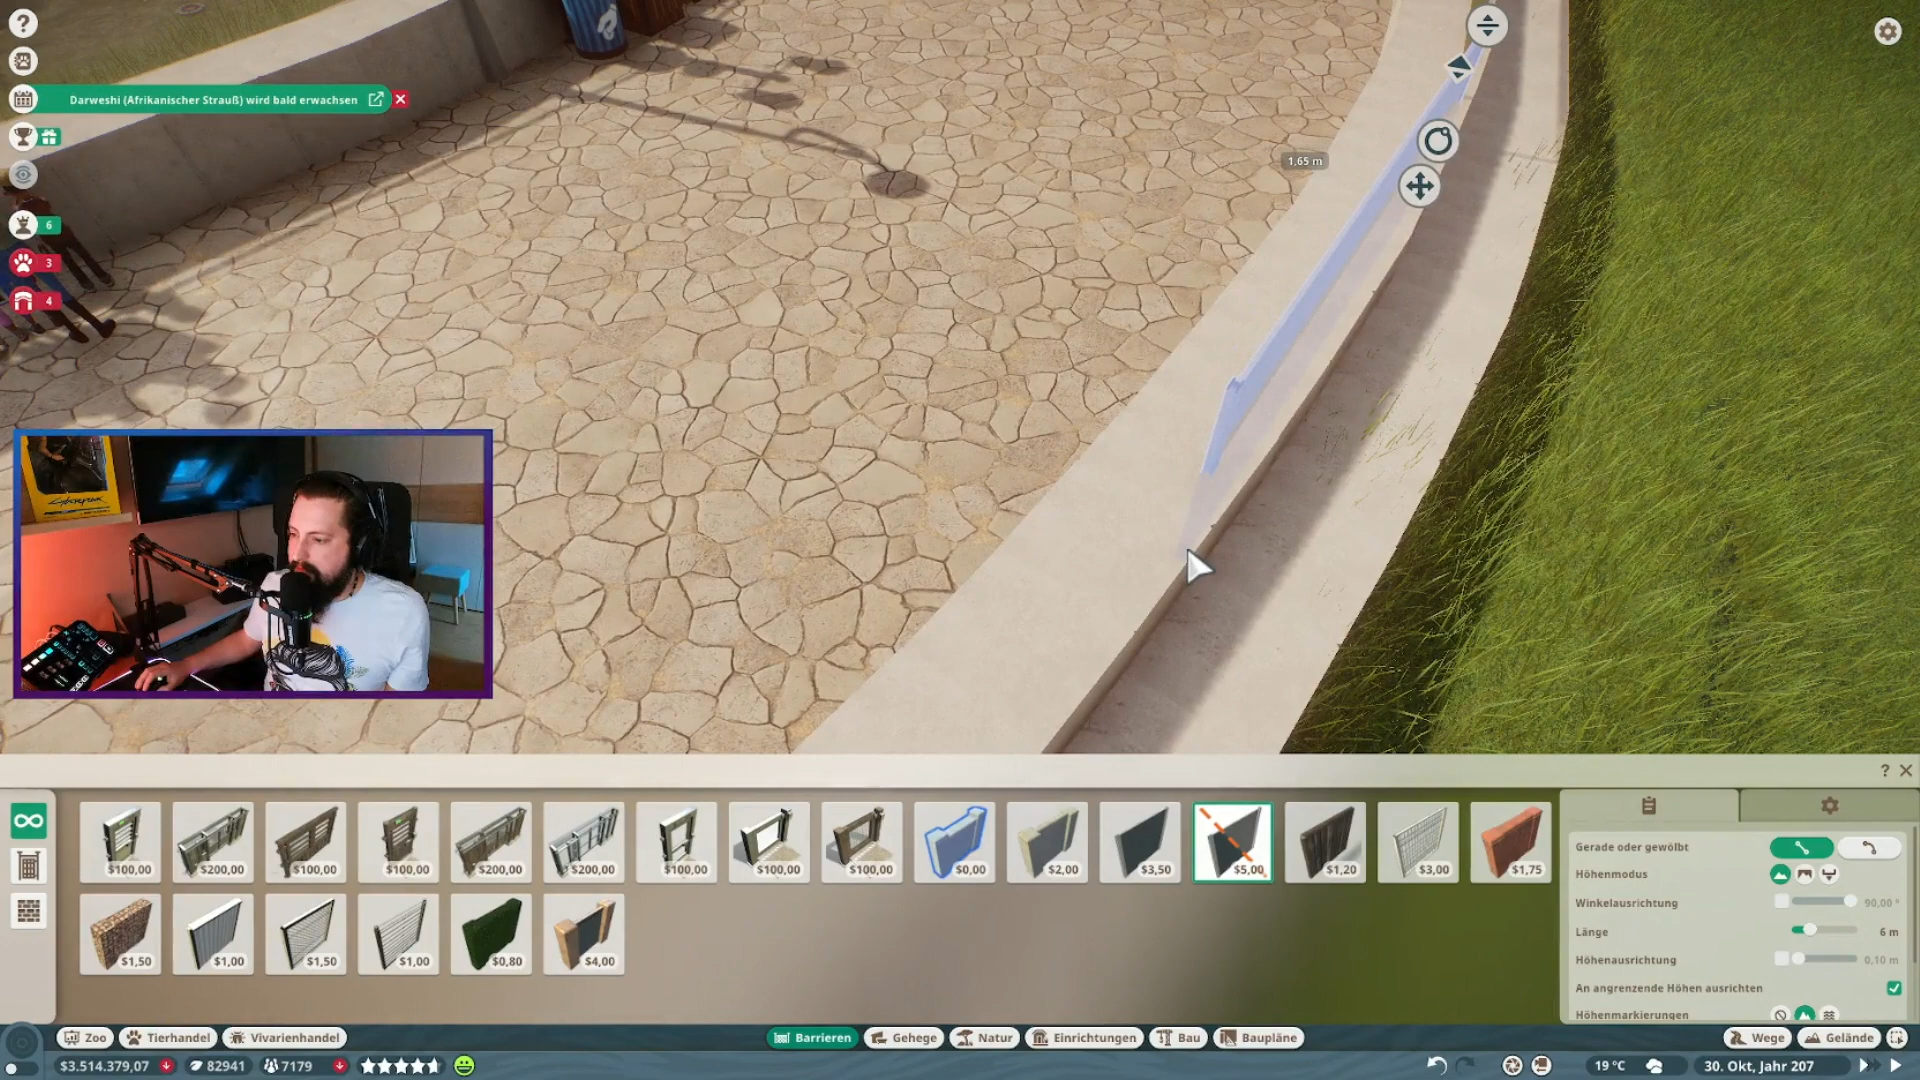 ?
Darweshi (Afrikanischer Strauß) wird bald erwachsen
6
3
4
1,65 m
CYBERPUNK
?
$100,00
$200,00
$100,00
$100,00
$200,00
$200,00
$100,00
$100,00
$100,00
$0,00
$2,00
$3,50
$5,00
$1,20
$3,00
$1,75
$1,50
$1,00
$1,50
$1,00
$0,80
$4,00
Gerade oder gewölbt
Höhenmodus
Winkelausrichtung 90,00 °
Länge 6 m
Höhenausrichtung 0,10 m
An angrenzende Höhen ausrichten
Höhenmarkierungen
Zoo
Tierhandel
Vivarienhandel
Barrieren
Gehege
Natur
Einrichtungen
Bau
Baupläne
Wege
Gelände
$3.514.379,07
82941
7179
19 °C
30. Okt, Jahr 207